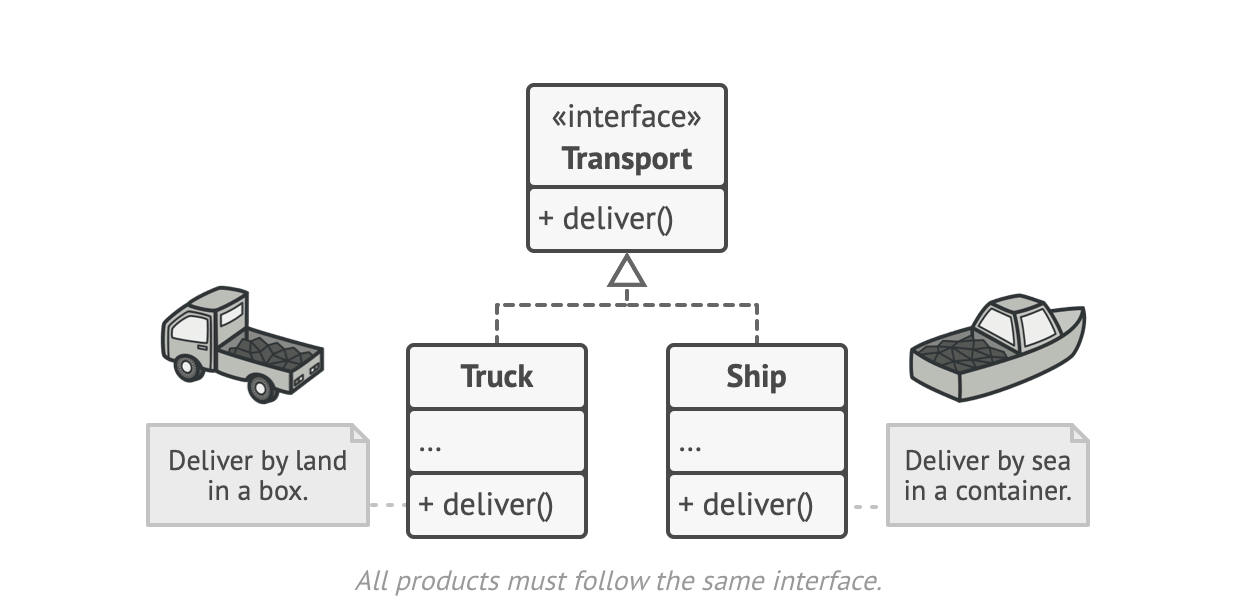 «interface»
Transport
+ deliver()
Truck
Ship
...
...
Deliver by land
in a box.
+ deliver()
+ deliver()
Deliver by sea
in a container.
All products must follow the same interface.